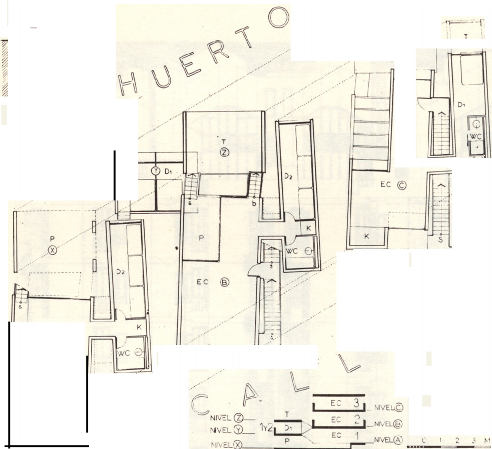 HUERTO
T
T
Z
D1
WC
Y D1
D2
EC C
b
P
K
P
X
K
WC
S
D2
EC B
K
WC
CALL
EC 3 NIVEL C
NIVEL Z T
EC 2 NIVEL B
NIVEL Y 1y2 D1
EC 1 NIVEL A
NIVEL X P
0 1 2 3 M